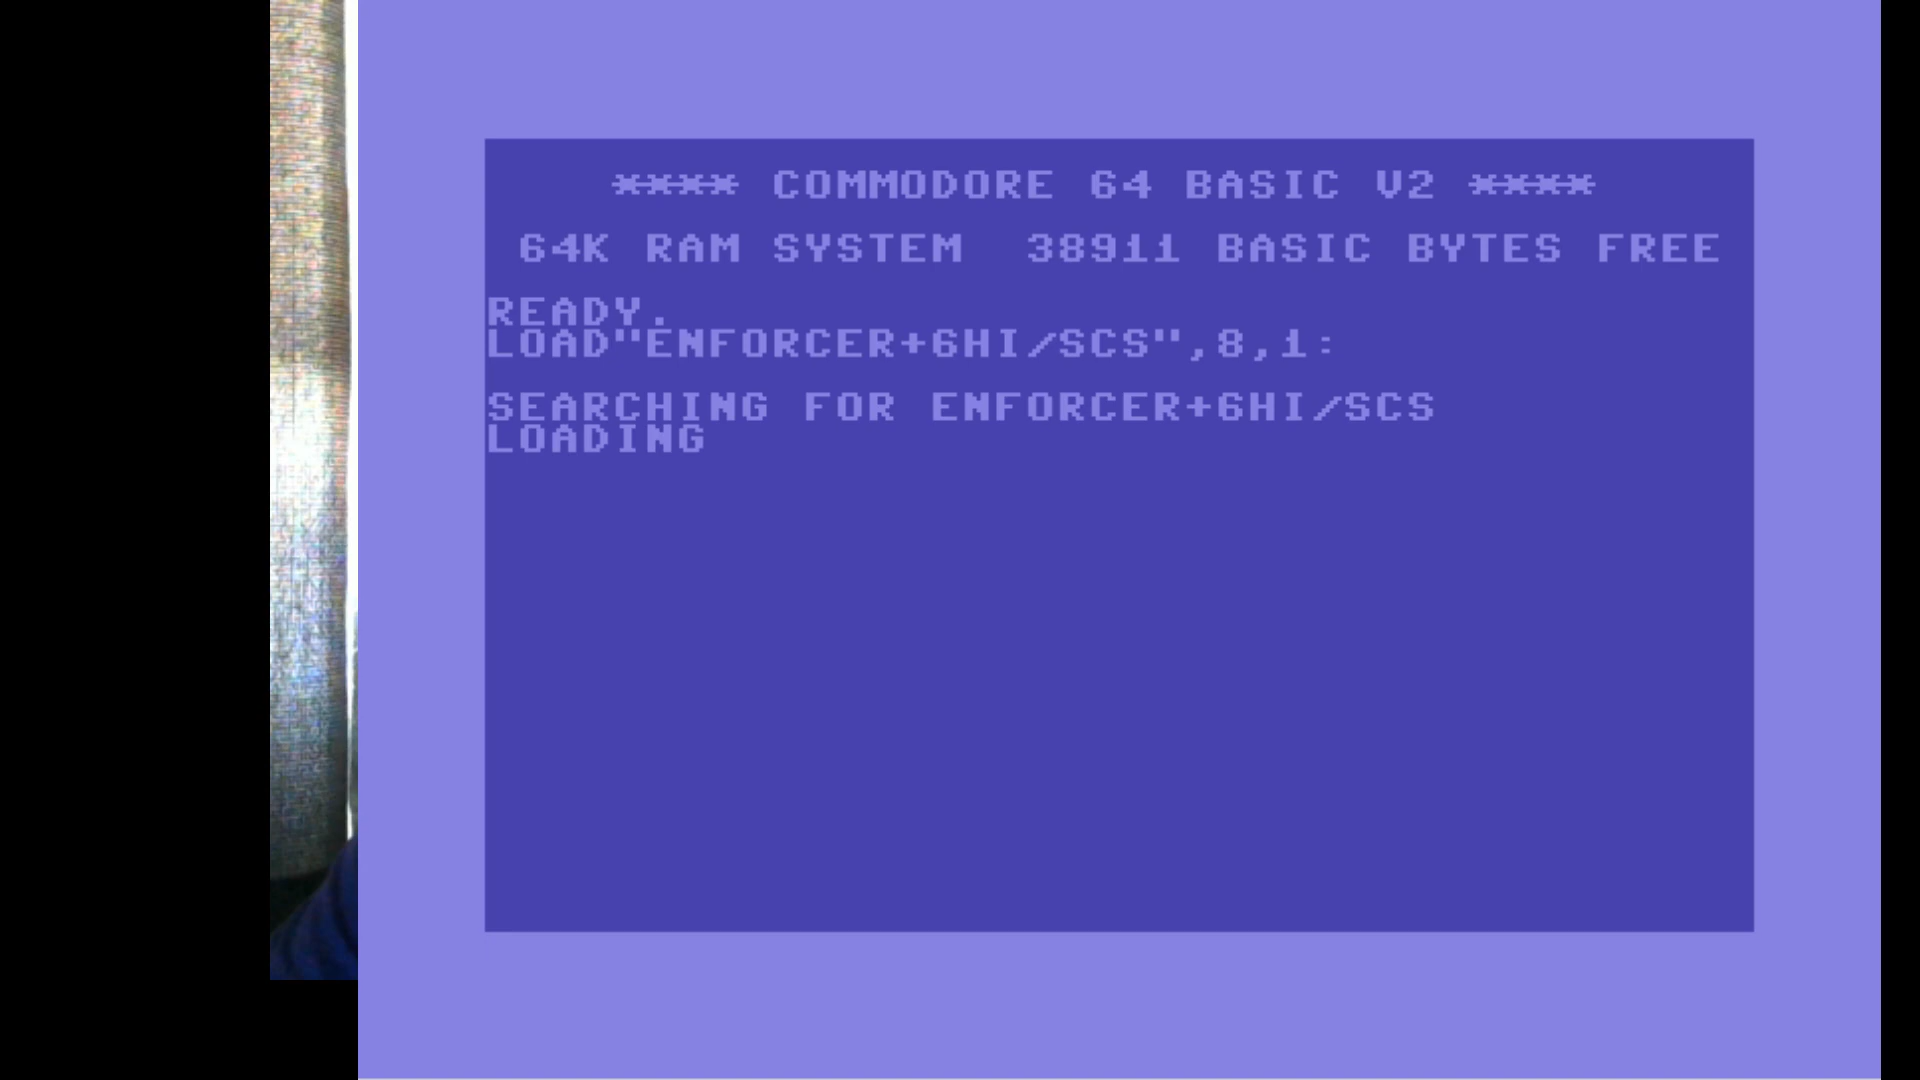 **** COMMODORE 64 BASIC V2 ****
64K RAM SYSTEM  38911 BASIC BYTES FREE
READY.
LOAD"ENFORCER+6HI/SCS",8,1:
SEARCHING FOR ENFORCER+6HI/SCS
LOADING